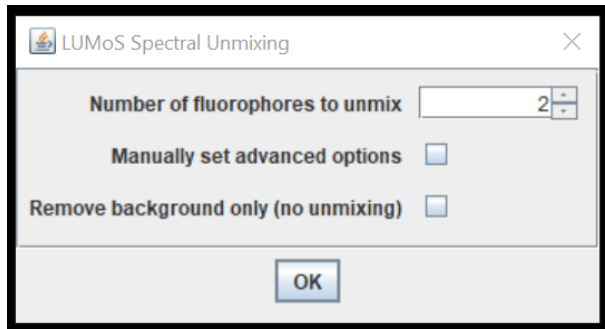 LUMoS Spectral Unmixing
Number of fluorophores to unmix 2
Manually set advanced options
Remove background only (no unmixing)
OK